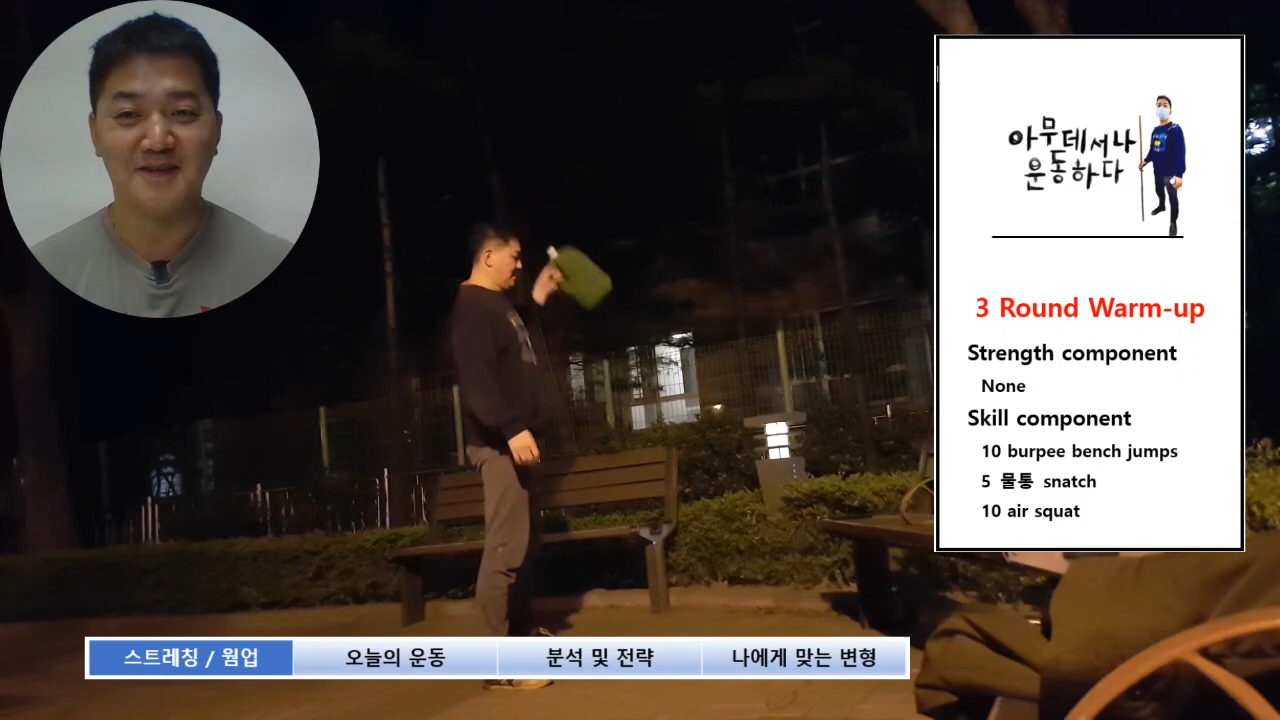 아무데서나
운동하다
3 Round Warm-up
Strength component
None
Skill component
10 burpee bench jumps
5 물통 snatch
10 air squat
스트레칭 / 웜업
오늘의 운동
분석 및 전략
나에게 맞는 변형